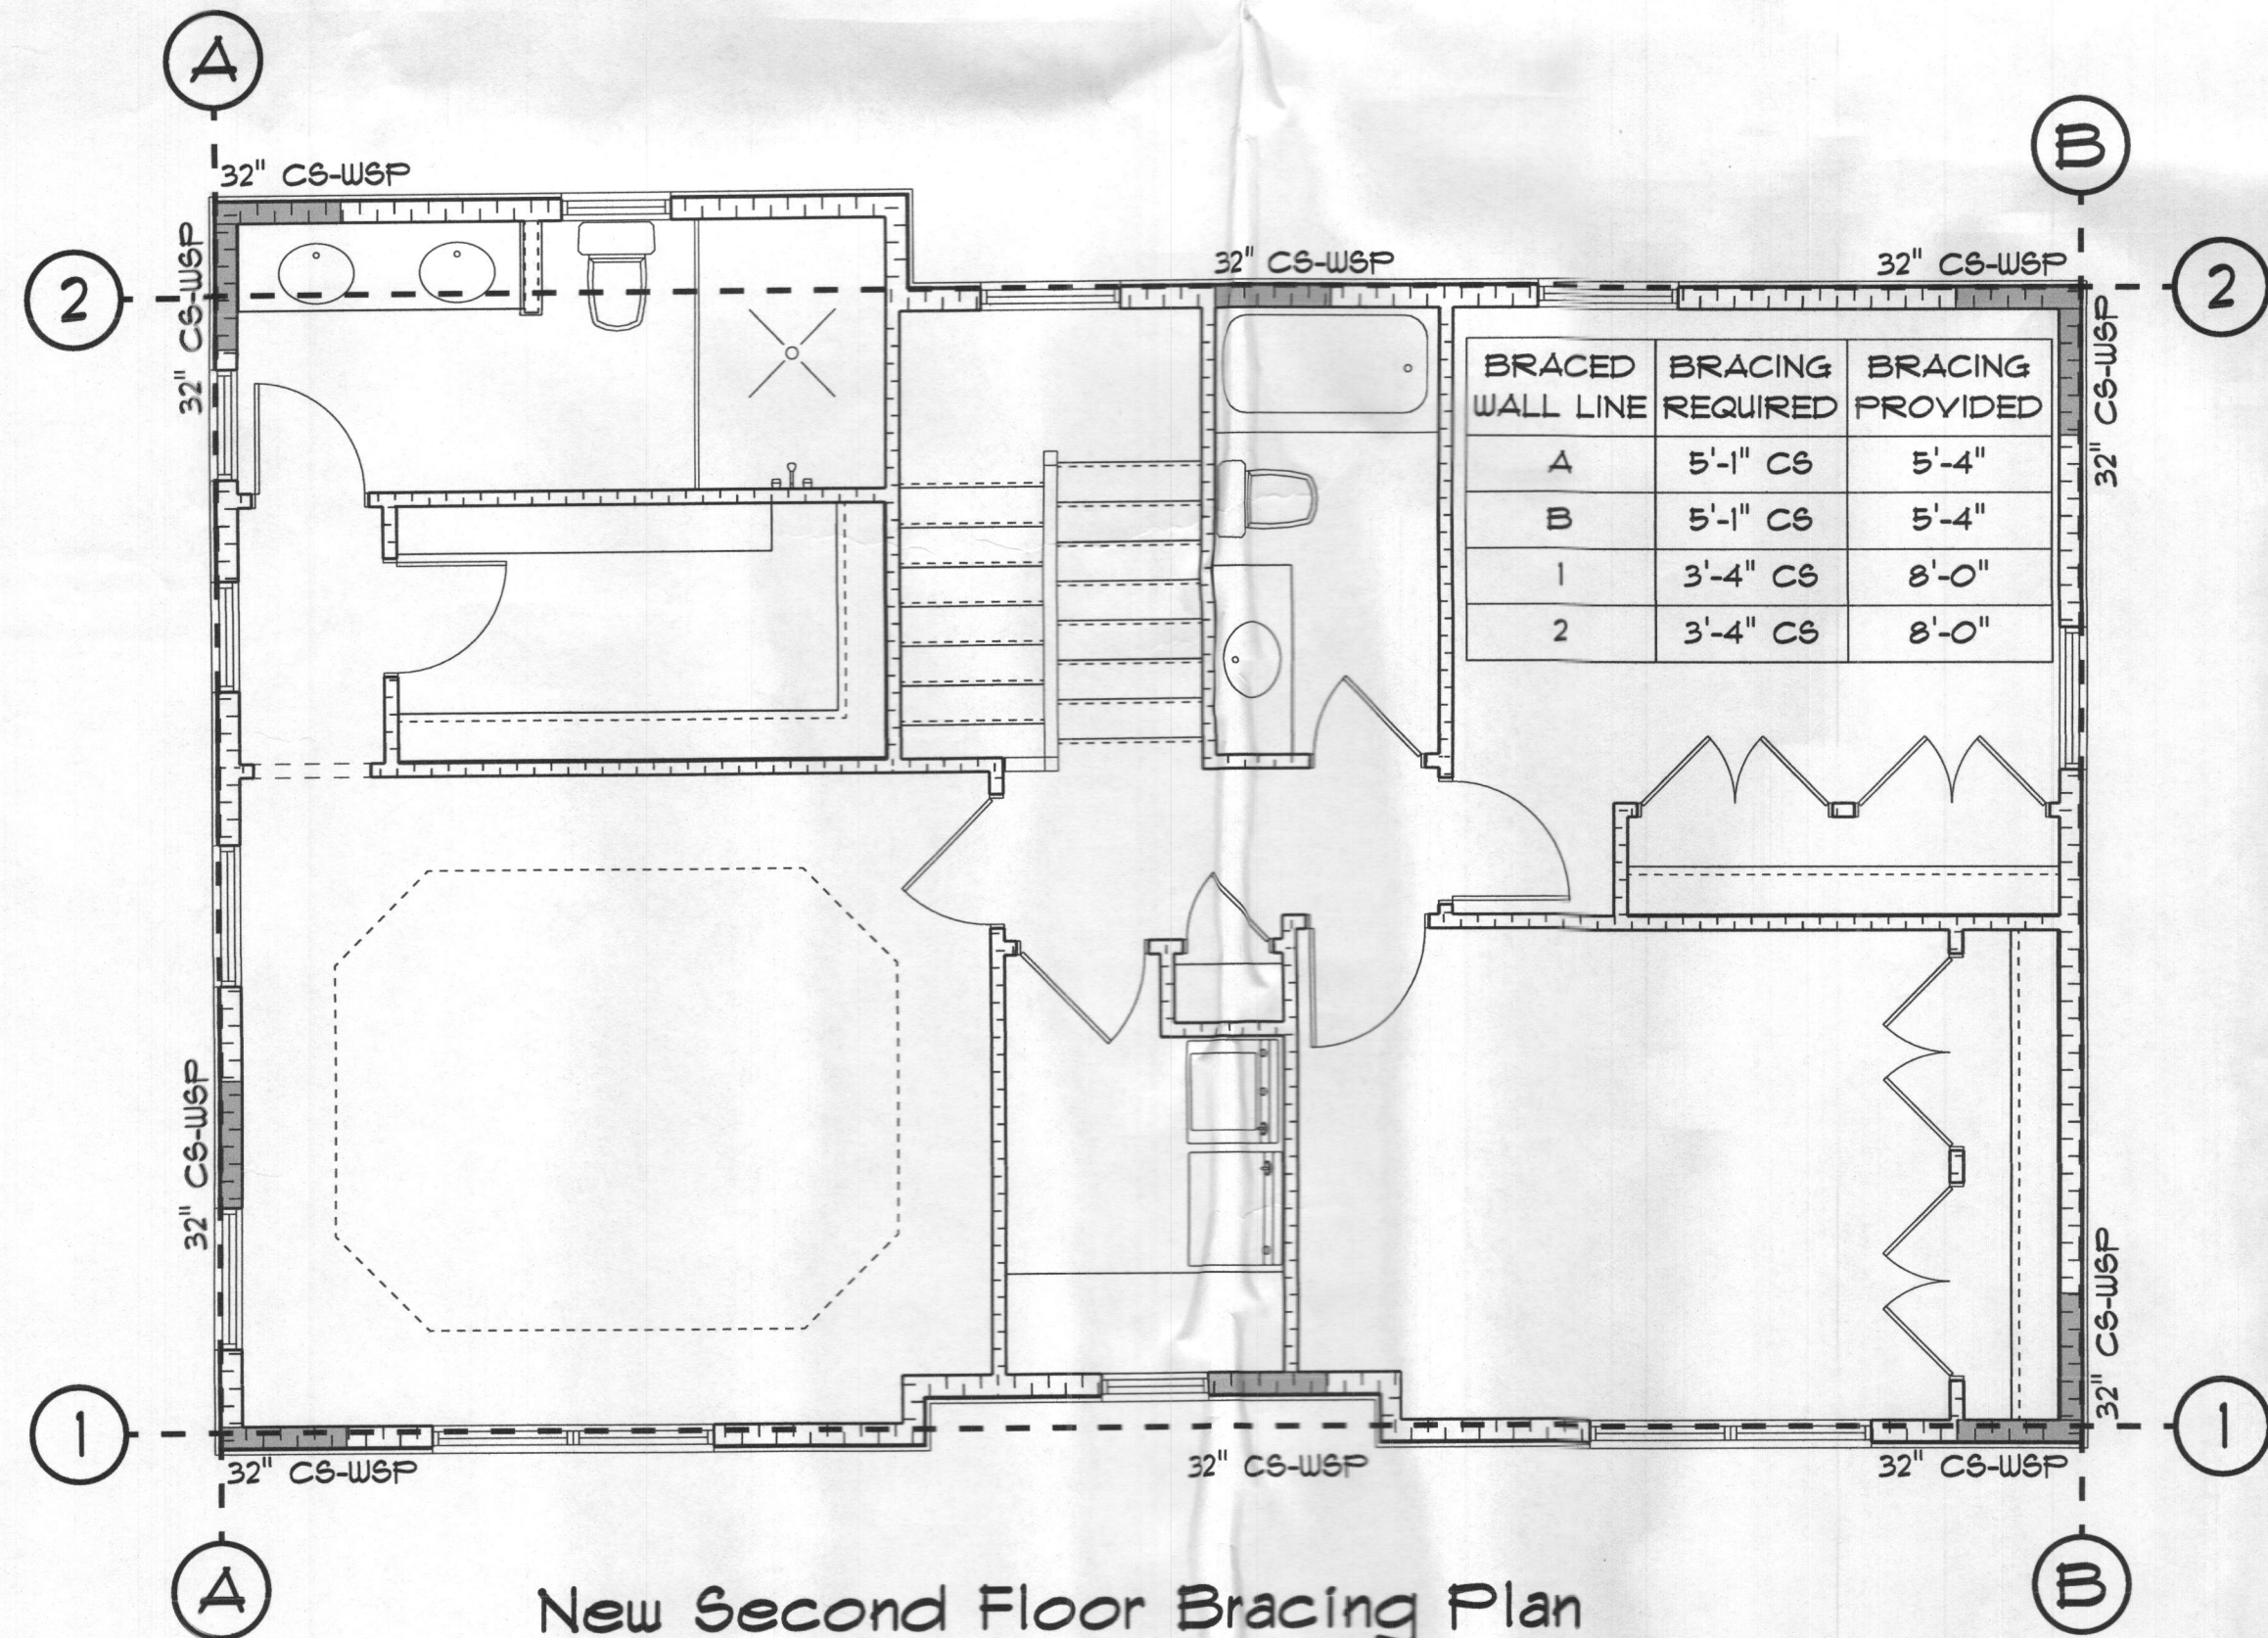 A
B
32" CS-WSP
32" CS-WSP
2
32" CS-WSP
32" CS-WSP
2
32" CS-WSP
BRACED WALL LINE BRACING REQUIRED BRACING PROVIDED
A 5'-1" CS 5'-4"
B 5'-1" CS 5'-4"
1 3'-4" CS 8'-0"
2 3'-4" CS 8'-0"
32" CS-WSP
32" CS-WSP
1
1
32" CS-WSP
32" CS-WSP
32" CS-WSP
A
B
New Second Floor Bracing Plan